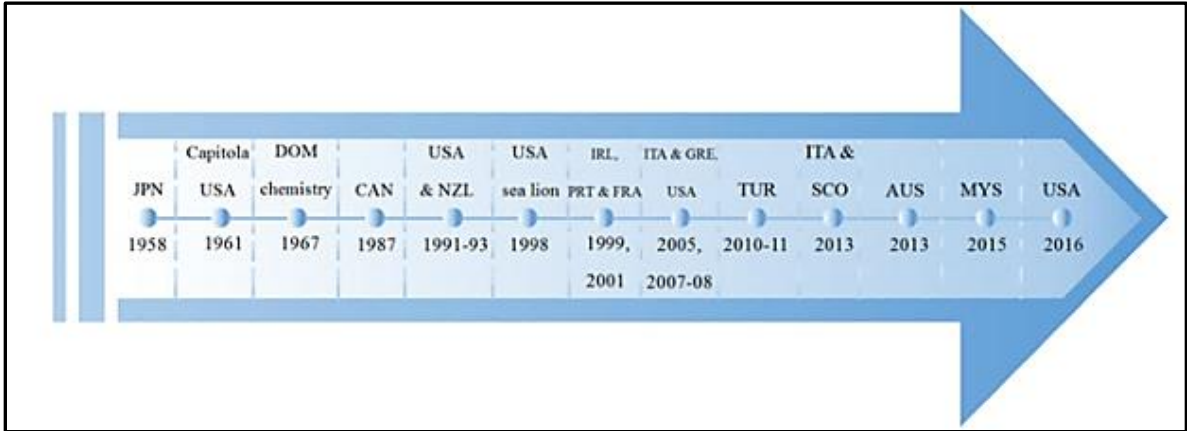 Capitola DOM USA USA IRL, ITA & GRE, ITA &
JPN USA chemistry CAN & NZL sea lion PRT & FRA USA TUR SCO AUS MYS USA
1958 1961 1967 1987 1991-93 1998 1999, 2005, 2010-11 2013 2013 2015 2016
2001 2007-08